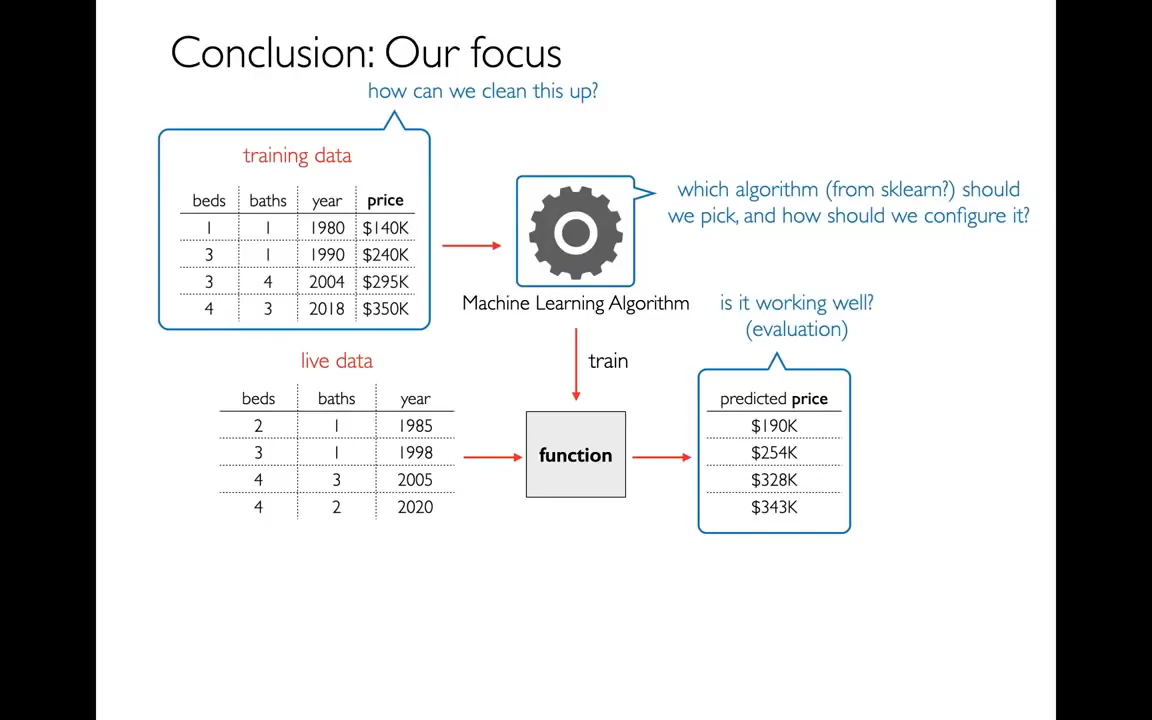 Conclusion: Our focus
how can we clean this up?
training data
beds baths year price
1 1 1980 $140K
3 1 1990 $240K
3 4 2004 $295K
4 3 2018 $350K
which algorithm (from sklearn?) should
we pick, and how should we configure it?
Machine Learning Algorithm
is it working well?
(evaluation)
train
live data
beds baths year
2 1 1985
3 1 1998
4 3 2005
4 2 2020
function
predicted price
$190K
$254K
$328K
$343K